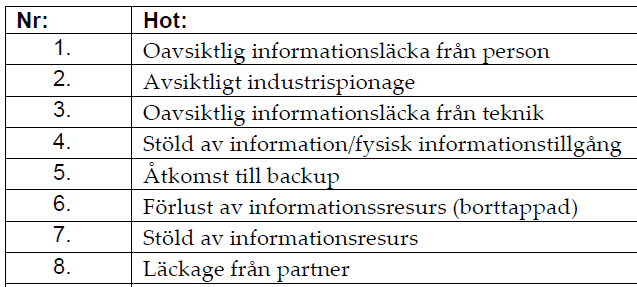 Nr: Hot:
1. Oavsiktlig informationsläcka från person
2. Avsiktligt industrispionage
3. Oavsiktlig informationsläcka från teknik
4. Stöld av information/fysisk informationstillgång
5. Åtkomst till backup
6. Förlust av informationssresurs (borttappad)
7. Stöld av informationsresurs
8. Läckage från partner